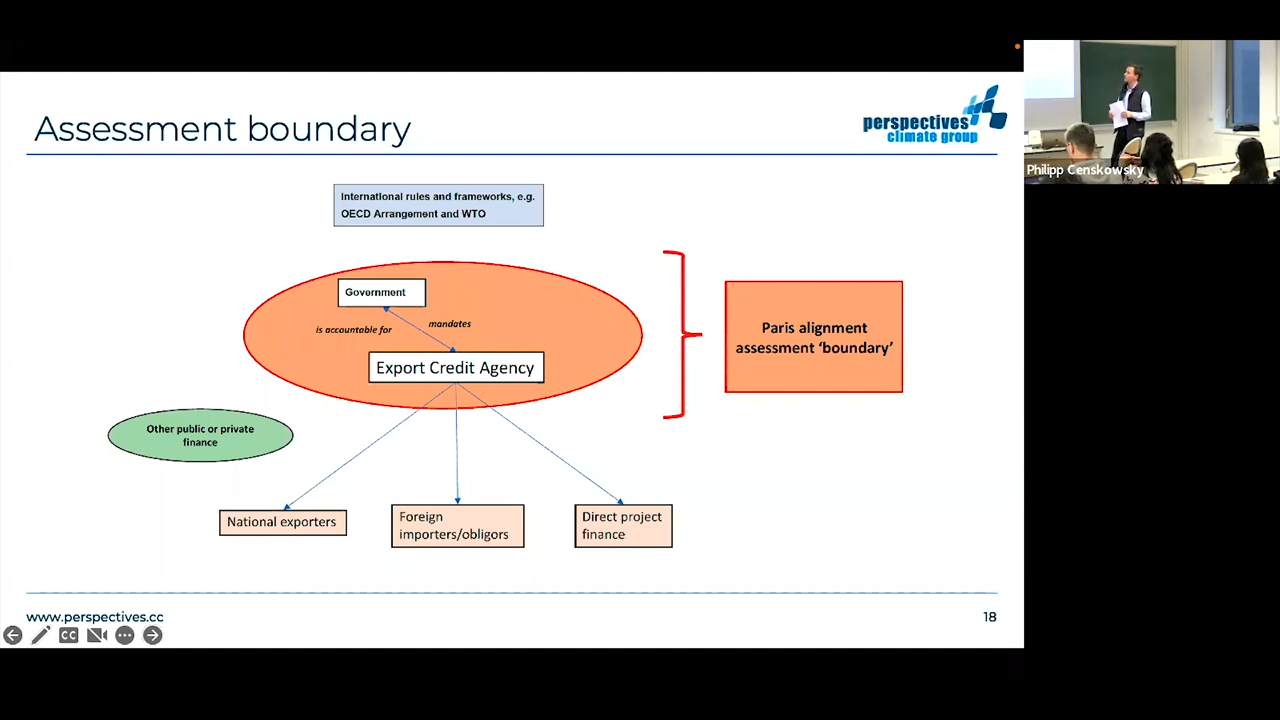 Assessment boundary
perspectives
climate group
International rules and frameworks, e.g.
OECD Arrangement and WTO
Government
is accountable for
mandates
Export Credit Agency
Paris alignment
assessment ‘boundary’
Other public or private
finance
National exporters
Foreign
importers/obligors
Direct project
finance
www.perspectives.cc
18
CC
Philipp Censkowsky